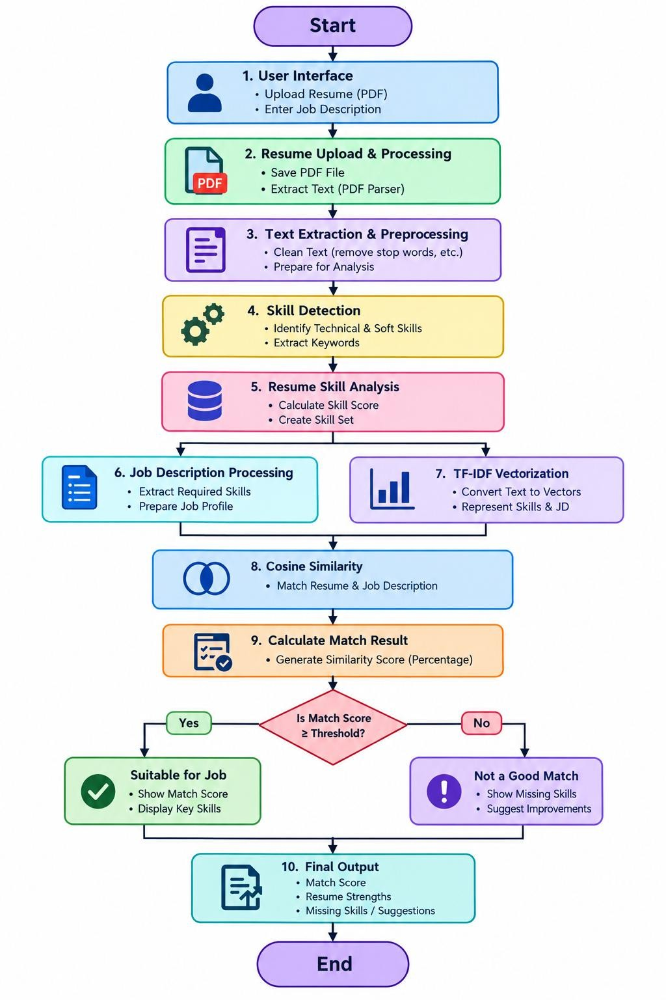 Start
1. User Interface
• Upload Resume (PDF)
• Enter Job Description
2. Resume Upload & Processing
PDF
• Save PDF File
• Extract Text (PDF Parser)
3. Text Extraction & Preprocessing
• Clean Text (remove stop words, etc.)
• Prepare for Analysis
4. Skill Detection
• Identify Technical & Soft Skills
• Extract Keywords
5. Resume Skill Analysis
• Calculate Skill Score
• Create Skill Set
6. Job Description Processing
• Extract Required Skills
• Prepare Job Profile
7. TF-IDF Vectorization
• Convert Text to Vectors
• Represent Skills & JD
8. Cosine Similarity
• Match Resume & Job Description
9. Calculate Match Result
• Generate Similarity Score (Percentage)
Is Match Score
≥ Threshold?
Yes
No
Suitable for Job
• Show Match Score
• Display Key Skills
Not a Good Match
• Show Missing Skills
• Suggest Improvements
10. Final Output
• Match Score
• Resume Strengths
• Missing Skills / Suggestions
End